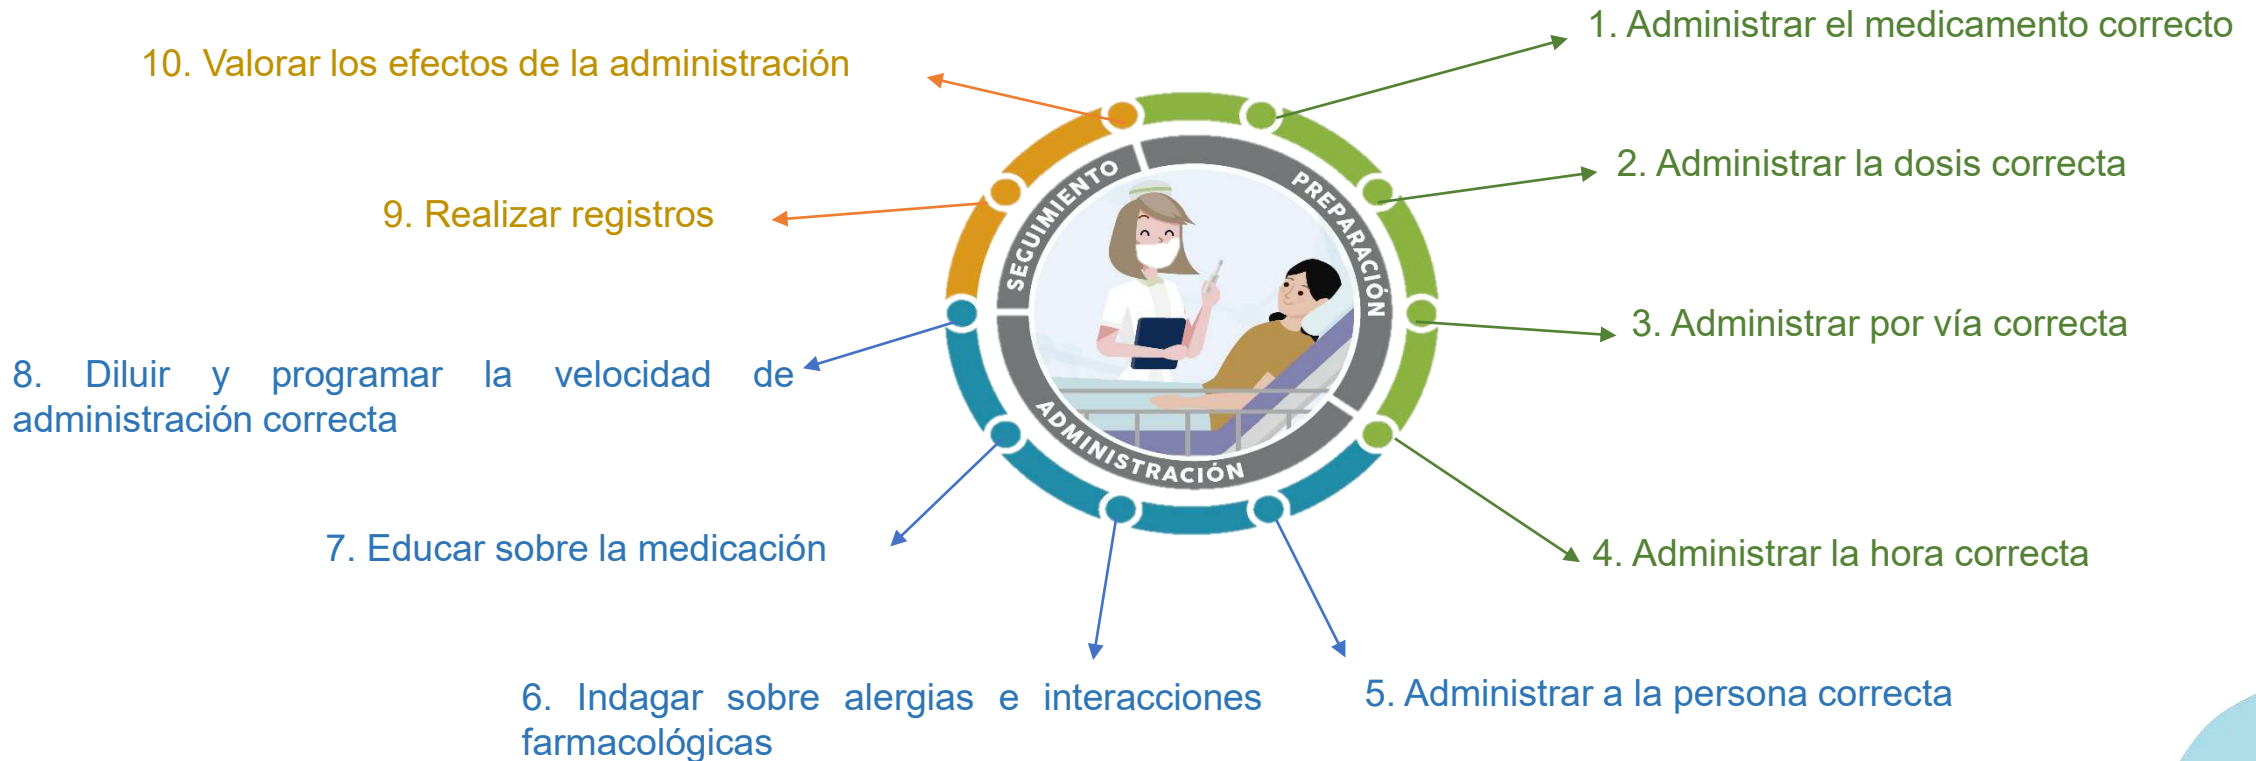 1. Administrar el medicamento correcto
2. Administrar la dosis correcta
3. Administrar por vía correcta
4. Administrar la hora correcta
5. Administrar a la persona correcta
6. Indagar sobre alergias e interacciones
farmacológicas
7. Educar sobre la medicación
8. Diluir y programar la velocidad de
administración correcta
9. Realizar registros
10. Valorar los efectos de la administración
PREPARACIÓN
ADMINISTRACIÓN
SEGUIMIENTO